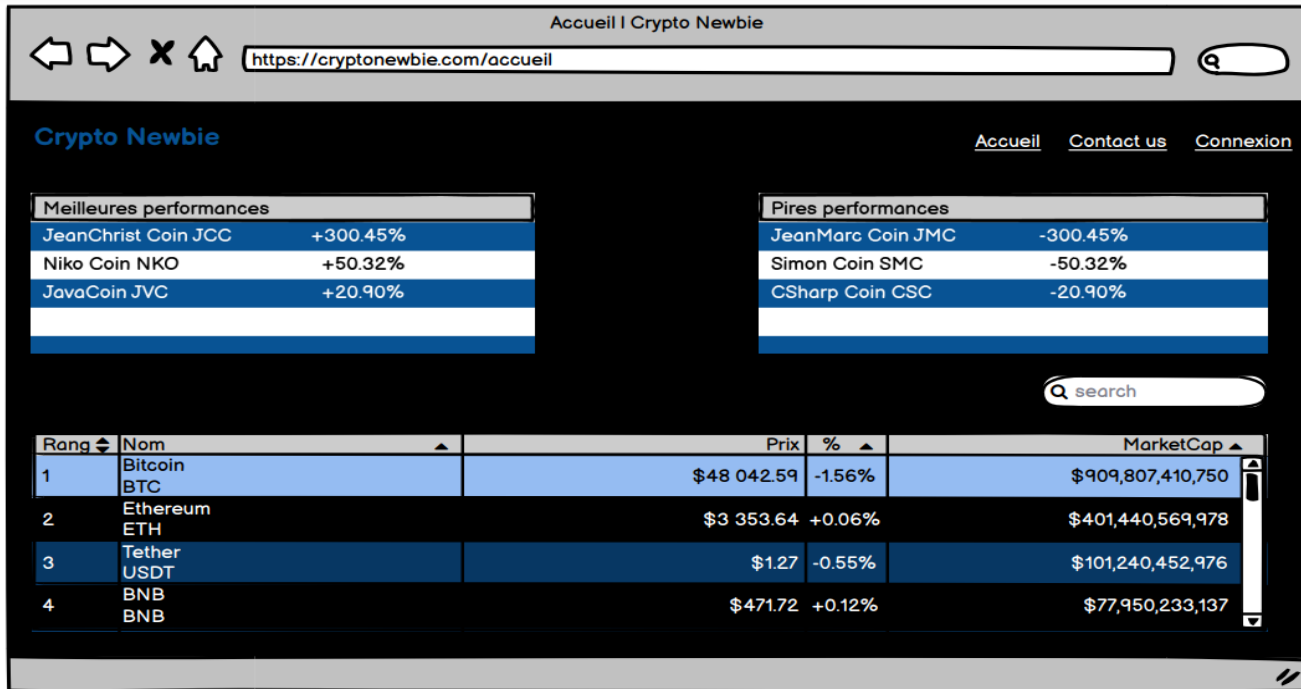 Accueil | Crypto Newbie
https://cryptonewbie.com/accueil
Crypto Newbie
Accueil Contact us Connexion
Meilleures performances
JeanChrist Coin JCC +300.45%
Niko Coin NKO +50.32%
JavaCoin JVC +20.90%
Pires performances
JeanMarc Coin JMC -300.45%
Simon Coin SMC -50.32%
CSharp Coin CSC -20.90%
search
Rang Nom Prix % MarketCap
1 Bitcoin BTC $48 042.59 -1.56% $909,807,410,750
2 Ethereum ETH $3 353.64 +0.06% $401,440,569,978
3 Tether USDT $1.27 -0.55% $101,240,452,976
4 BNB BNB $471.72 +0.12% $77,950,233,137